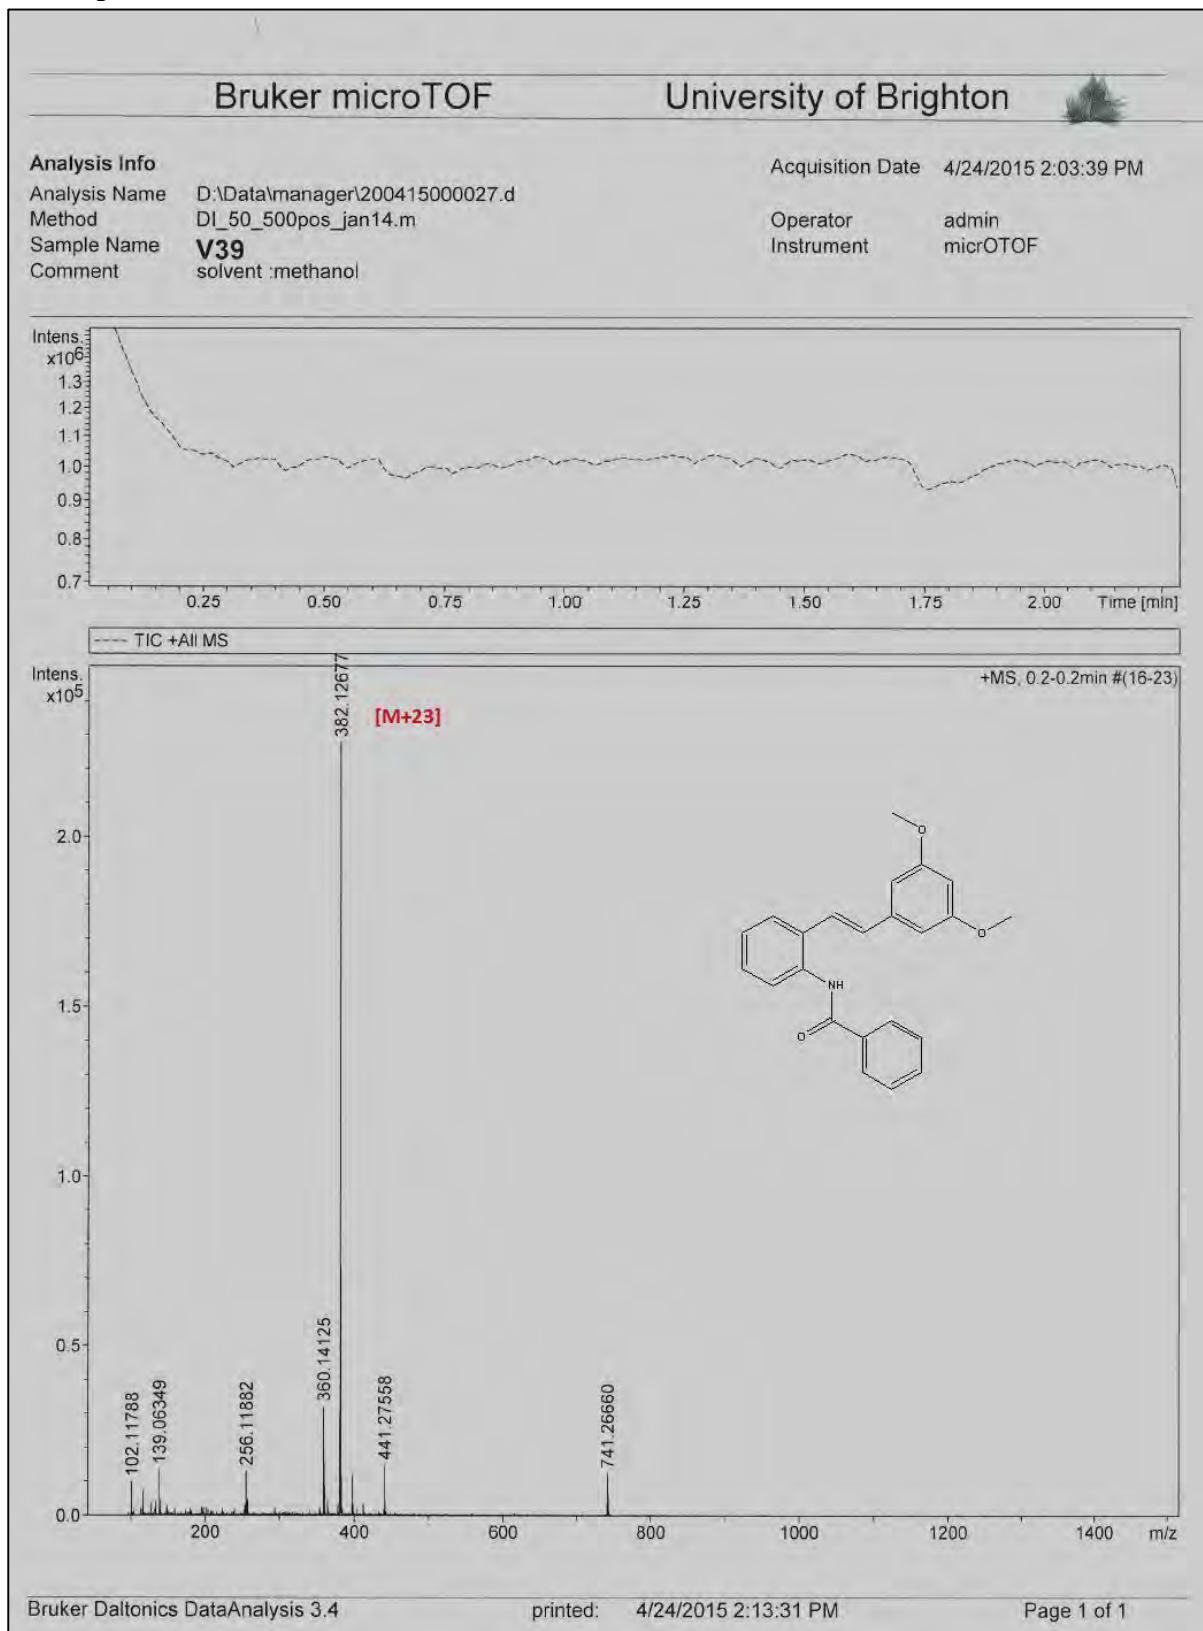 Bruker microTOF University of Brighton
Analysis Info Acquisition Date 4/24/2015 2:03:39 PM
Analysis Name D:\Data\manager\200415000027.d
Method DI_50_500pos_jan14.m Operator admin
Sample Name V39 Instrument micrOTOF
Comment solvent :methanol
Intens.
x10⁶
1.3
1.2
1.1
1.0
0.9
0.8
0.7
0.25 0.50 0.75 1.00 1.25 1.50 1.75 2.00 Time [min]
---- TIC +All MS
Intens.
x10⁵
+MS, 0.2-0.2min #(16-23)
382.12677
[M+23]
2.0
1.5
1.0
0.5
0.0
O
O
NH
O
360.14125
102.11788
139.06349
256.11882
441.27558
741.26660
200 400 600 800 1000 1200 1400 m/z
Bruker Daltonics DataAnalysis 3.4 printed: 4/24/2015 2:13:31 PM Page 1 of 1